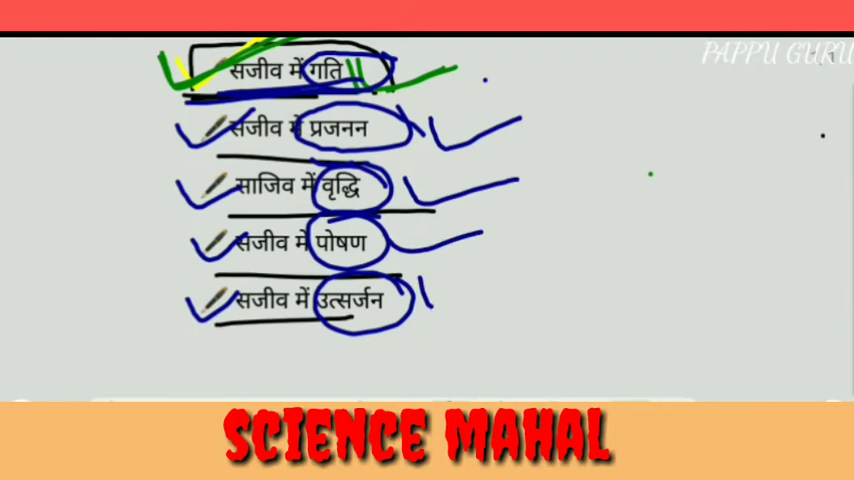 PAPPU GURU
सजीव में गति
सजीव में प्रजनन
साजिव में वृद्धि
सजीव में पोषण
सजीव में उत्सर्जन
SCIENCE MAHAL